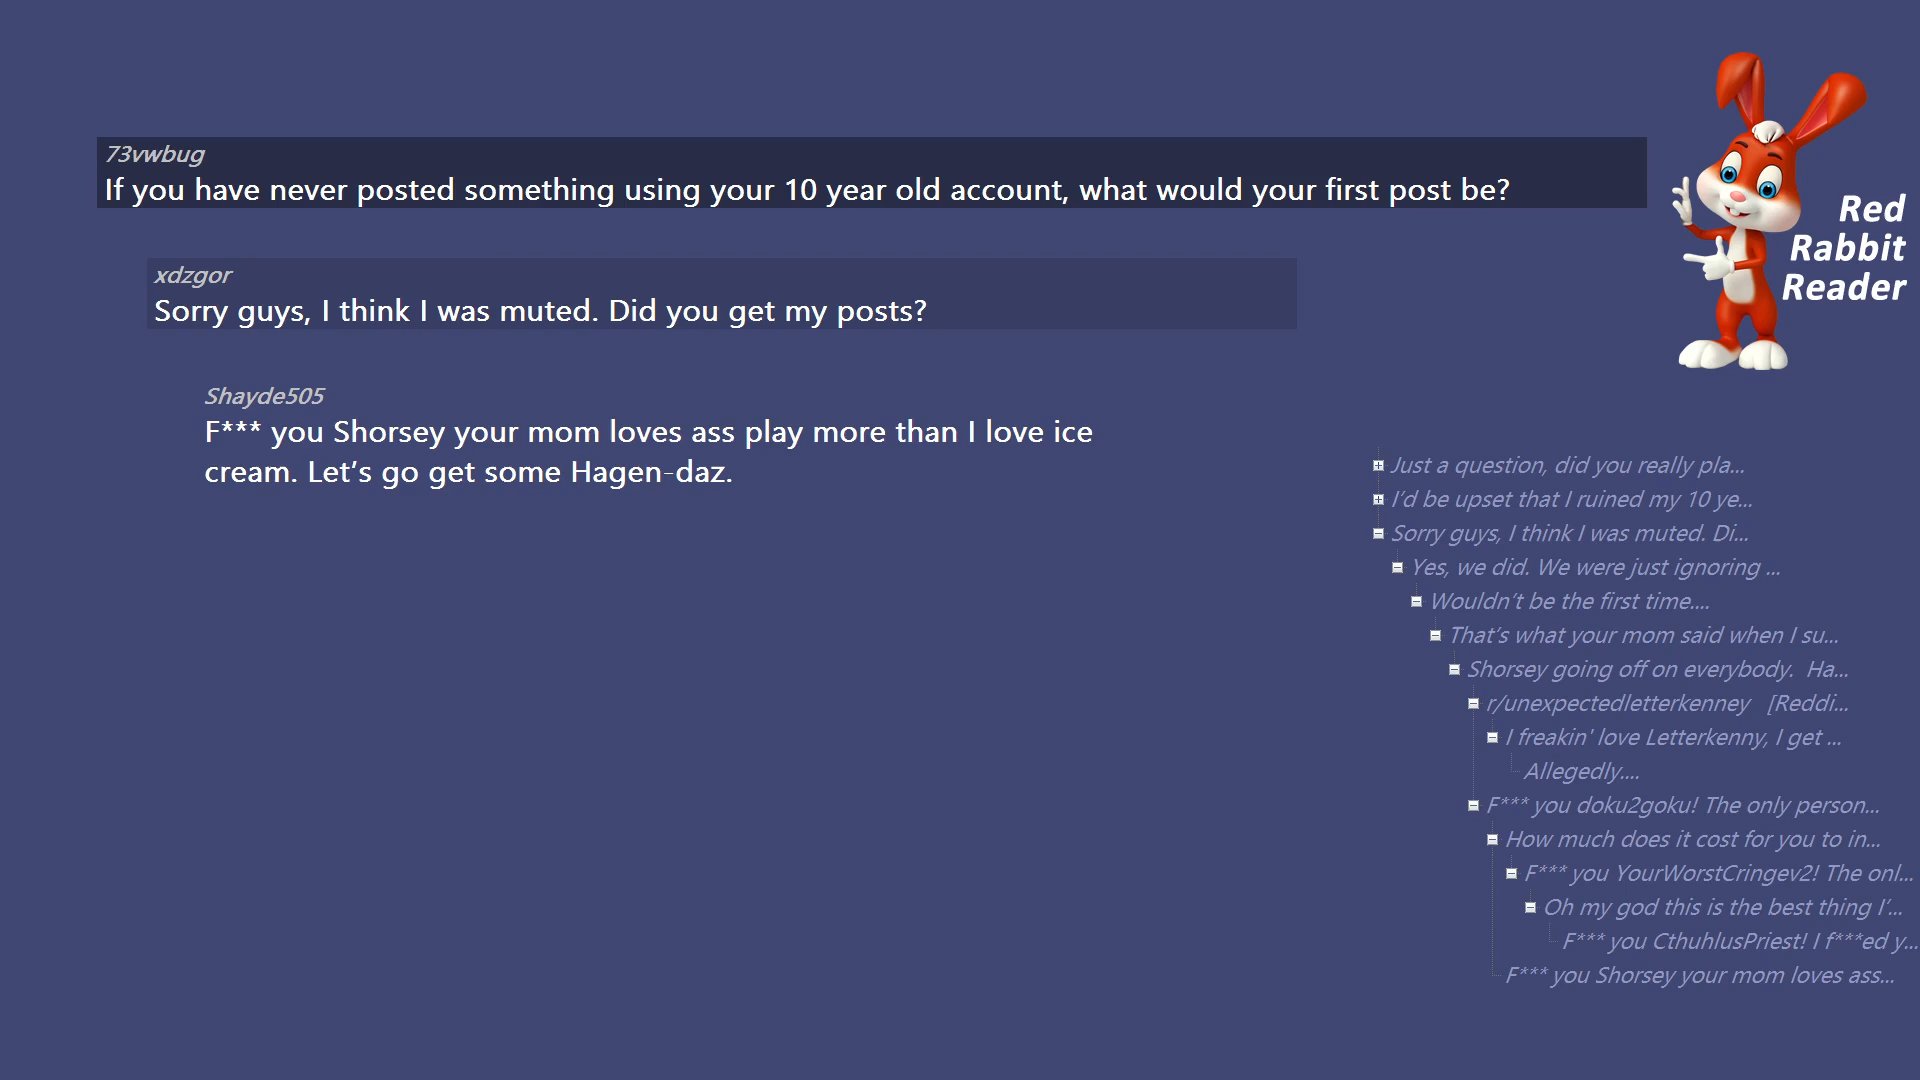 73vwbug
If you have never posted something using your 10 year old account, what would your first post be?
xdzgor
Sorry guys, I think I was muted. Did you get my posts?
Shayde505
F*** you Shorsey your mom loves ass play more than I love ice
cream. Let's go get some Hagen-daz.
Red
Rabbit
Reader
Just a question, did you really pla...
I'd be upset that I ruined my 10 ye...
Sorry guys, I think I was muted. Di...
Yes, we did. We were just ignoring ...
Wouldn't be the first time....
That's what your mom said when I su...
Shorsey going off on everybody.  Ha...
r/unexpectedletterkenney   [Reddi...
I freakin' love Letterkenny, I get ...
Allegedly....
F*** you doku2goku! The only person...
How much does it cost for you to in...
F*** you YourWorstCringev2! The onl...
Oh my god this is the best thing I'...
F*** you CthuhlusPriest! I f***ed y...
F*** you Shorsey your mom loves ass...